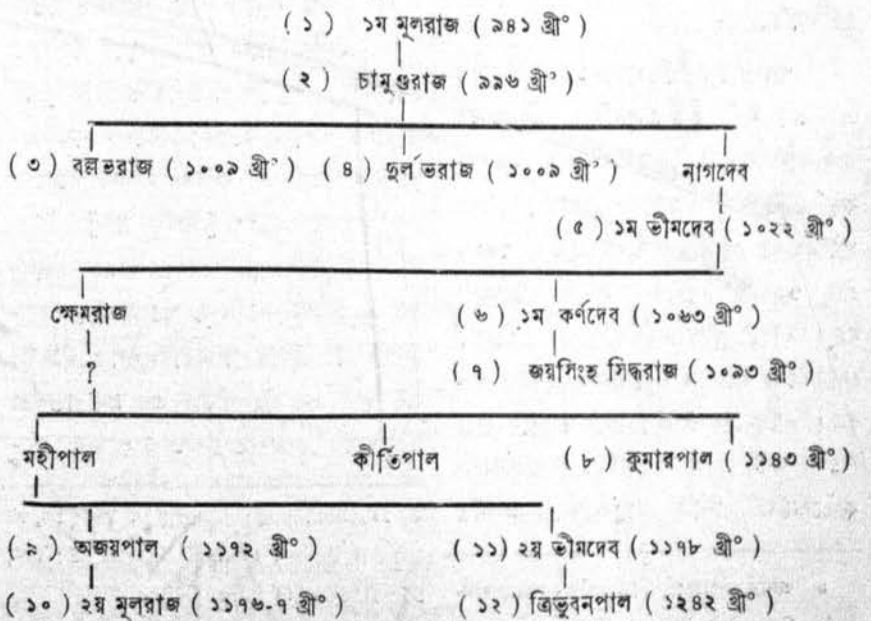 ( ১ ) ১ম মূলরাজ ( ৯৪১ খ্রী° )
( ২ ) চামুণ্ডরাজ ( ৯৯৬ খ্রী° )
( ৩ ) বল্লভরাজ ( ১০০৯ খ্রী° ) ( ৪ ) দুর্লভরাজ ( ১০০৯ খ্রী° ) নাগদেব
( ৫ ) ১ম ভীমদেব ( ১০২২ খ্রী° )
ক্ষেমরাজ ( ৬ ) ১ম কর্ণদেব ( ১০৬৩ খ্রী° )
? ( ৭ ) জয়সিংহ সিদ্ধরাজ ( ১০৯৩ খ্রী° )
মহীপাল কীর্তিপাল ( ৮ ) কুমারপাল ( ১১৪৩ খ্রী° )
( ৯ ) অজয়পাল ( ১১৭২ খ্রী° ) ( ১১ ) ২য় ভীমদেব ( ১১৭৮ খ্রী° )
( ১০ ) ২য় মূলরাজ ( ১১৭৬-৭ খ্রী° ) ( ১২ ) ত্রিভুবনপাল ( ১২৪২ খ্রী° )